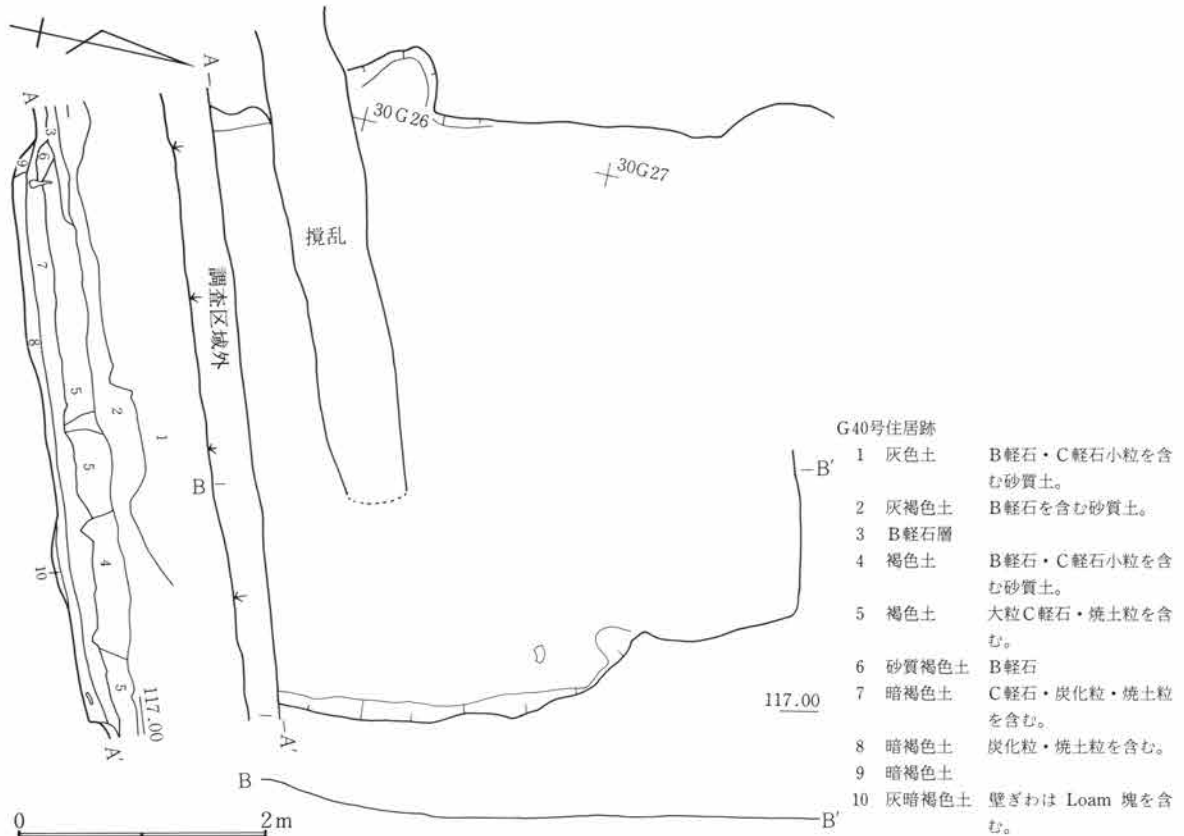 A
A
3
9
6
7
8
5
2
1
5
10
4
5
117.00
A'
30G26
30G27
撹乱
調査区域外
B
B'
A'
117.00
B
B'
0
2m
G40号住居跡
1 灰色土 B軽石・C軽石小粒を含
む砂質土。
2 灰褐色土 B軽石を含む砂質土。
3 B軽石層
4 褐色土 B軽石・C軽石小粒を含
む砂質土。
5 褐色土 大粒C軽石・焼土粒を含
む。
6 砂質褐色土 B軽石
7 暗褐色土 C軽石・炭化粒・焼土粒
を含む。
8 暗褐色土 炭化粒・焼土粒を含む。
9 暗褐色土
10 灰暗褐色土 壁ぎわは Loam 塊を含
む。